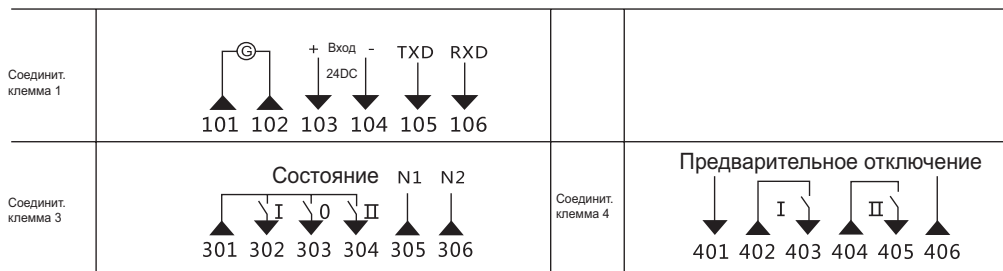 G
+ Вход -
24DC
TXD RXD
Соединит.
клемма 1
101 102 103 104 105 106
Состояние N1 N2
I 0 II
Соединит.
клемма 3
301 302 303 304 305 306
Соединит.
клемма 4
Предварительное отключение
I II
401 402 403 404 405 406